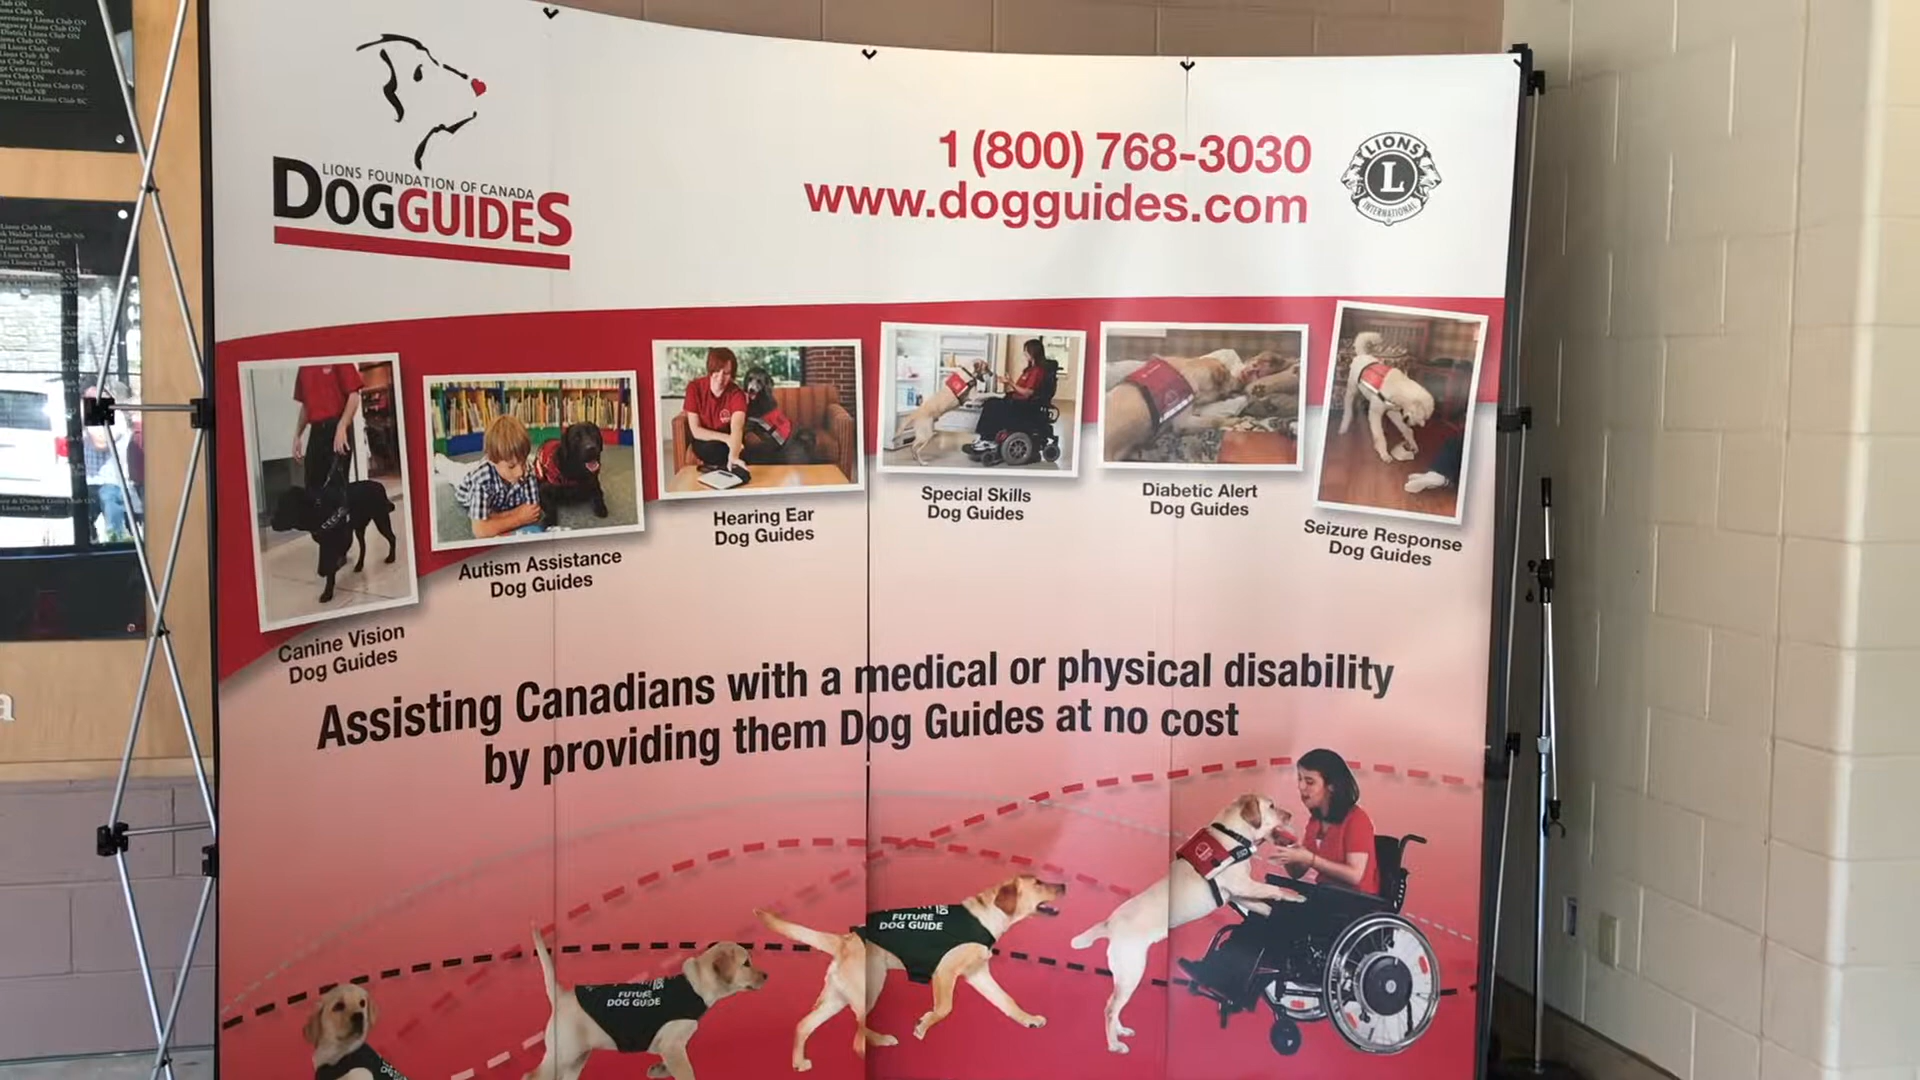 LIONS FOUNDATION OF CANADA
DOGGUIDES
1 (800) 768-3030
www.dogguides.com
LIONS
L
INTERNATIONAL
Canine Vision
Dog Guides
Autism Assistance
Dog Guides
Hearing Ear
Dog Guides
Special Skills
Dog Guides
Diabetic Alert
Dog Guides
Seizure Response
Dog Guides
Assisting Canadians with a medical or physical disability
by providing them Dog Guides at no cost
FUTURE
DOG GUIDE
FUTURE
DOG GUIDE
a